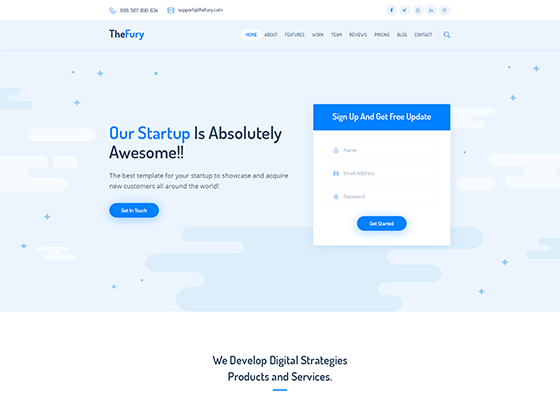 088 567 890 634 support@thefury.com
TheFury HOME ABOUT FEATURES WORK TEAM REVIEWS PRICING BLOG CONTACT
Our Startup Is Absolutely
Awesome!!
The best template for your startup to showcase and acquire
new customers all around the world!
Get In Touch
Sign Up And Get Free Update
Name
Email Address
Password
Get Started
We Develop Digital Strategies
Products and Services.